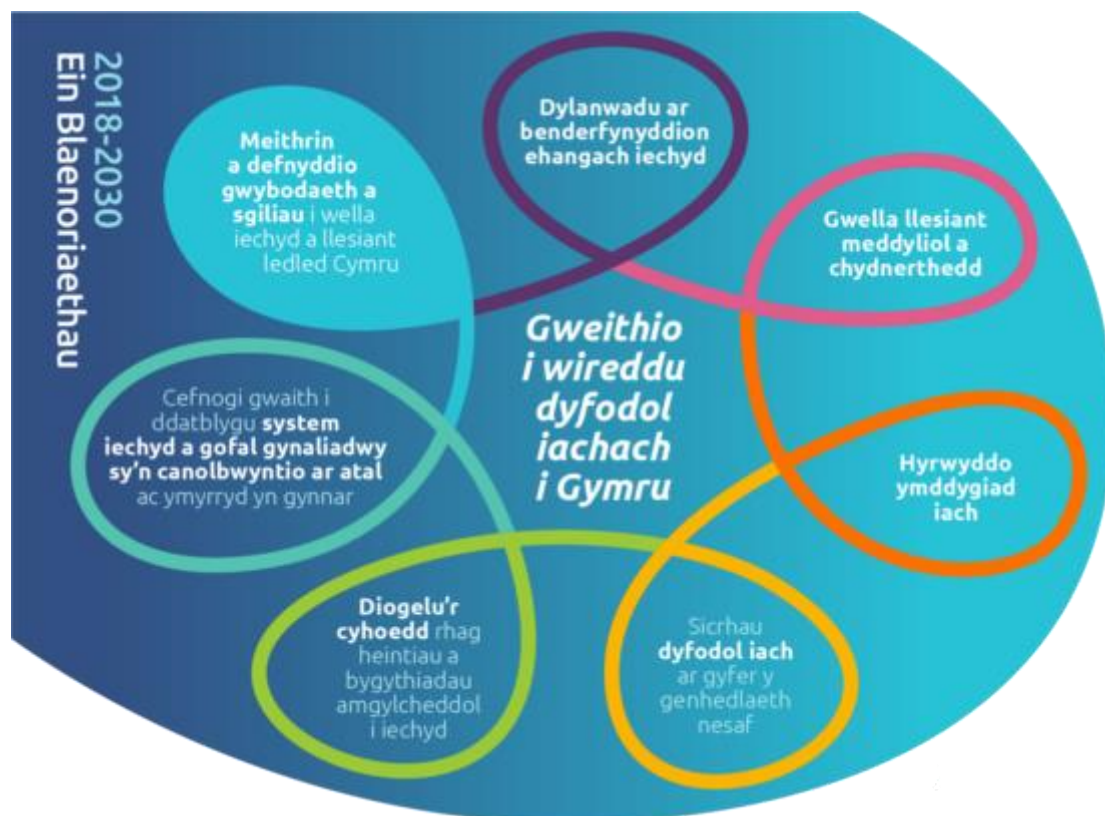 2018-2030
Ein Blaenoriaethau
Meithrin
a defnyddio
gwybodaeth a
sgiliau i wella
iechyd a llesiant
ledled Cymru
Dylanwadu ar
benderfynyddion
ehangach iechyd
Gwella llesiant
meddyliol a
chydnerthedd
Hyrwyddo
ymddygiad
iach
Sicrhau
dyfodol iach
ar gyfer y
genhedlaeth
nesaf
Diogelu'r
cyhoedd rhag
heintiau a
bygythiadau
amgylcheddol
i iechyd
Cefnogi gwaith i
ddatblygu system
iechyd a gofal gynaliadwy
sy'n canolbwyntio ar atal
ac ymyrryd yn gynnar
Gweithio
i wireddu
dyfodol
iachach
i Gymru